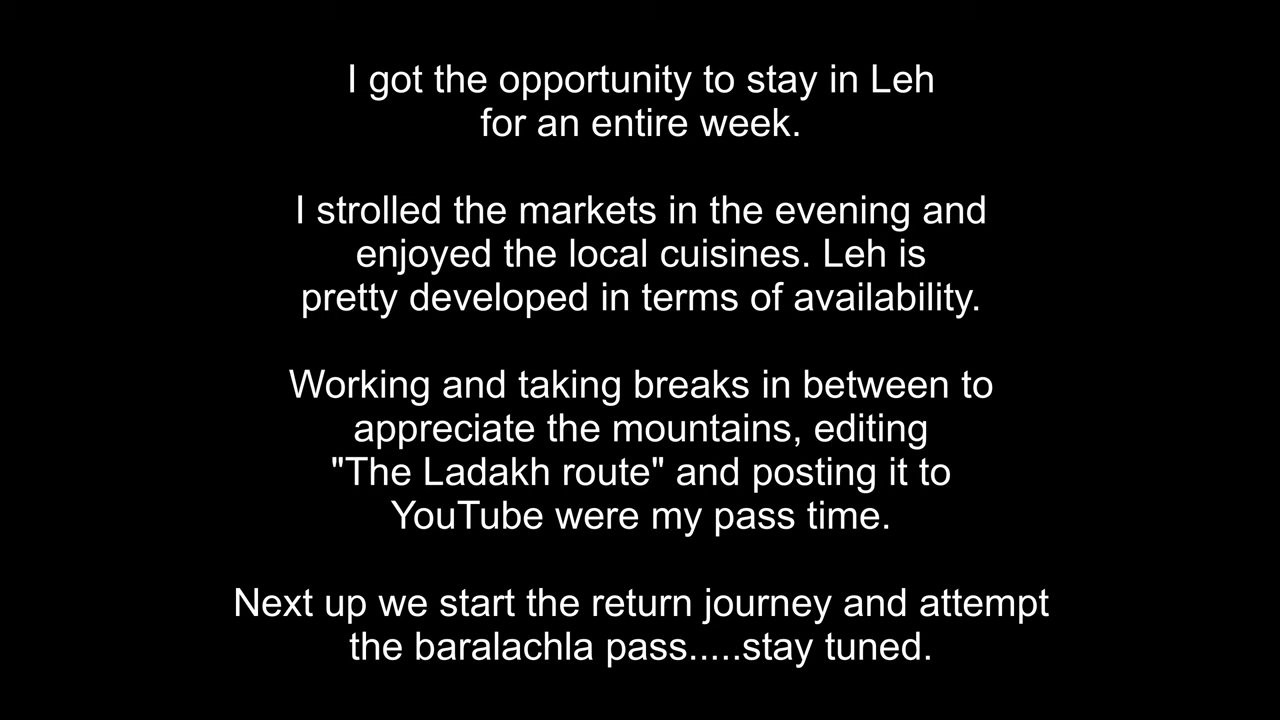 I got the opportunity to stay in Leh
for an entire week.
I strolled the markets in the evening and
enjoyed the local cuisines. Leh is
pretty developed in terms of availability.
Working and taking breaks in between to
appreciate the mountains, editing
"The Ladakh route" and posting it to
YouTube were my pass time.
Next up we start the return journey and attempt
the baralachla pass.....stay tuned.